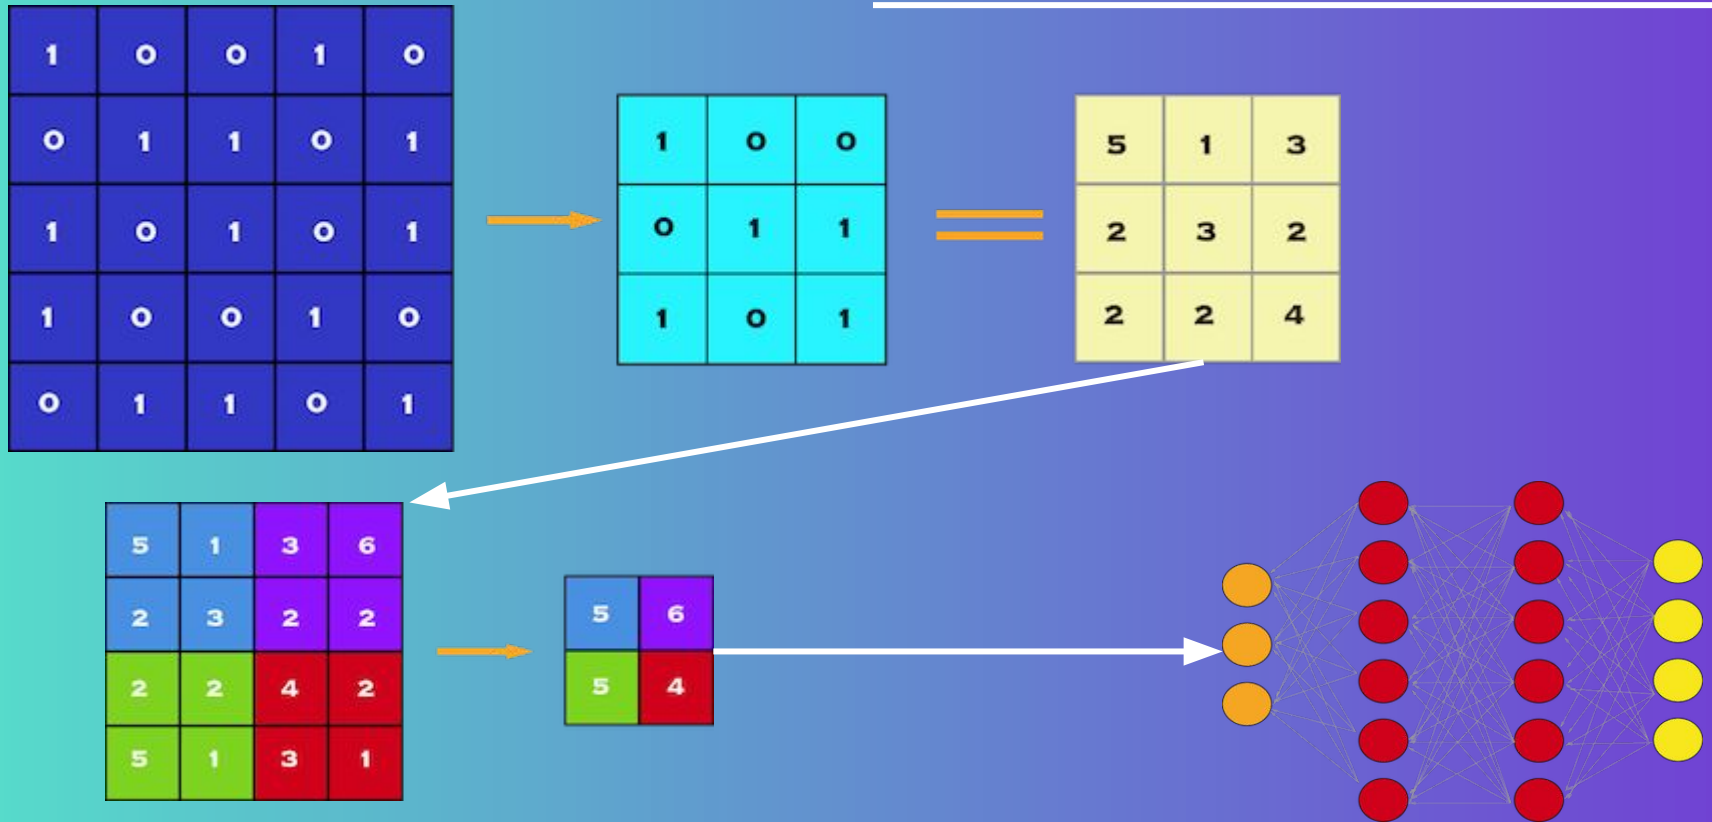 1 0 0 1 0
0 1 1 0 1
1 0 1 0 1
1 0 0 1 0
0 1 1 0 1
1 0 0
0 1 1
1 0 1
5 1 3
2 3 2
2 2 4
5 1 3 6
2 3 2 2
2 2 4 2
5 1 3 1
5 6
5 4